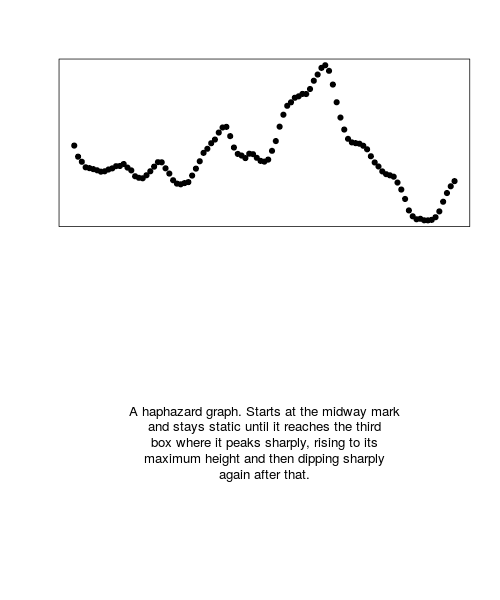 A haphazard graph. Starts at the midway mark
and stays static until it reaches the third
box where it peaks sharply, rising to its
maximum height and then dipping sharply
again after that.